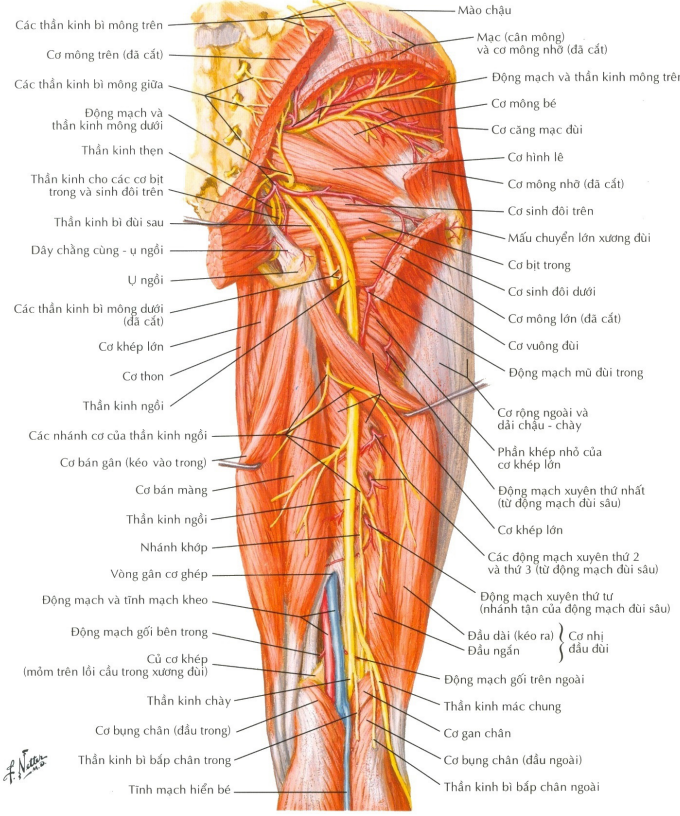 Các thần kinh bì mông trên
Cơ mông trên (đã cắt)
Các thần kinh bì mông giữa
Động mạch và
thần kinh mông dưới
Thần kinh thẹn
Thần kinh cho các cơ bịt
trong và sinh đôi trên
Thần kinh bì đùi sau
Dây chằng cùng - ụ ngồi
Ụ ngồi
Các thần kinh bì mông dưới
(đã cắt)
Cơ khép lớn
Cơ thon
Thần kinh ngồi
Các nhánh cơ của thần kinh ngồi
Cơ bán gân (kéo vào trong)
Cơ bán màng
Thần kinh ngồi
Nhánh khớp
Vòng gân cơ ghép
Động mạch và tĩnh mạch kheo
Động mạch gối bên trong
Củ cơ khép
(mỏm trên lồi cầu trong xương đùi)
Thần kinh chày
Cơ bụng chân (đầu trong)
Thần kinh bì bắp chân trong
Tĩnh mạch hiển bé
Mào chậu
Mạc (cân mông)
và cơ mông nhỡ (đã cắt)
Động mạch và thần kinh mông trên
Cơ mông bé
Cơ căng mạc đùi
Cơ hình lê
Cơ mông nhỡ (đã cắt)
Cơ sinh đôi trên
Mấu chuyển lớn xương đùi
Cơ bịt trong
Cơ sinh đôi dưới
Cơ mông lớn (đã cắt)
Cơ vuông đùi
Động mạch mũ đùi trong
Cơ rộng ngoài và
dải chậu - chày
Phần khép nhỏ của
cơ khép lớn
Động mạch xuyên thứ nhất
(từ động mạch đùi sâu)
Cơ khép lớn
Các động mạch xuyên thứ 2
và thứ 3 (từ động mạch đùi sâu)
Động mạch xuyên thứ tư
(nhánh tận của động mạch đùi sâu)
Đầu dài (kéo ra)
Đầu ngắn
Cơ nhị
đầu đùi
Động mạch gối trên ngoài
Thần kinh mác chung
Cơ gan chân
Cơ bụng chân (đầu ngoài)
Thần kinh bì bắp chân ngoài
F. Netter